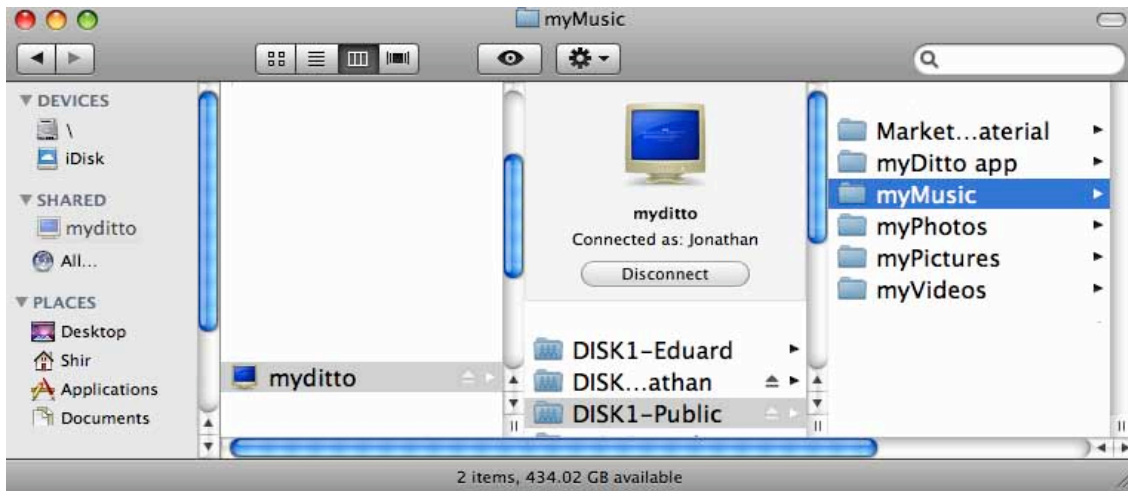 myMusic
DEVICES
\
iDisk
SHARED
myditto
All...
PLACES
Desktop
Shir
Applications
Documents
myditto
myditto
Connected as: Jonathan
Disconnect
DISK1-Eduard
DISK...athan
DISK1-Public
Market...aterial
myDitto app
myMusic
myPhotos
myPictures
myVideos
2 items, 434.02 GB available